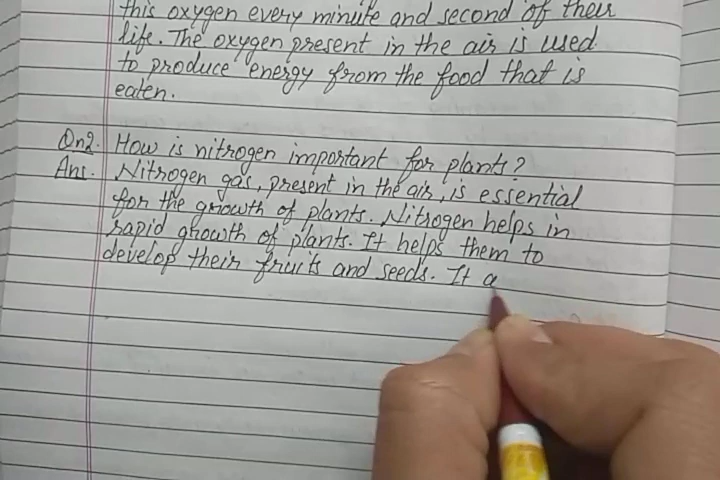 this oxygen every minute and second of their
life. The oxygen present in the air is used
to produce energy from the food that is
eaten.
Qn2. How is nitrogen important for plants?
Ans. Nitrogen gas, present in the air, is essential
for the growth of plants. Nitrogen helps in
rapid growth of plants. It helps them to
develop their fruits and seeds. It a